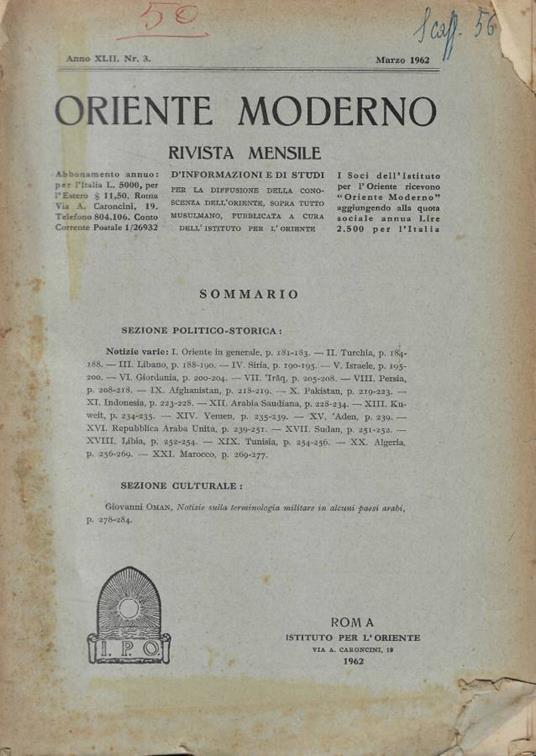 50
Scaff. 56
Anno XLII. Nr. 3.
Marzo 1962
ORIENTE MODERNO
RIVISTA MENSILE
D'INFORMAZIONI E DI STUDI
PER LA DIFFUSIONE DELLA CONO-
SCENZA DELL'ORIENTE, SOPRA TUTTO
MUSULMANO, PUBBLICATA A CURA
DELL'ISTITUTO PER L'ORIENTE
Abbonamento annuo:
per l'Italia L. 5000, per
l'Estero $ 11,50. Roma
Via A. Caroncini, 19.
Telefono 804.106. Conto
Corrente Postale 1/26932
I Soci dell'Istituto
per l'Oriente ricevono
"Oriente Moderno"
aggiungendo alla quota
sociale annua Lire
2.500 per l'Italia
SOMMARIO
SEZIONE POLITICO-STORICA:
Notizie varie: I. Oriente in generale, p. 181-183. — II. Turchia, p. 184-
188. — III. Libano, p. 188-190. — IV. Siria, p. 190-195. — V. Israele, p. 195-
200. — VI. Giordania, p. 200-204. — VII. 'Irāq, p. 205-208. — VIII. Persia,
p. 208-218. — IX. Afghanistan, p. 218-219. — X. Pakistan, p. 219-223. —
XI. Indonesia, p. 223-228. — XII. Arabia Saudiana, p. 228-234. — XIII. Ku-
weit, p. 234-235. — XIV. Yemen, p. 235-239. — XV. 'Aden, p. 239. —
XVI. Repubblica Araba Unita, p. 239-251. — XVII. Sudan, p. 251-252. —
XVIII. Libia, p. 252-254. — XIX. Tunisia, p. 254-256. — XX. Algeria,
p. 256-269. — XXI. Marocco, p. 269-277.
SEZIONE CULTURALE:
Giovanni OMAN, Notizie sulla terminologia militare in alcuni paesi arabi,
p. 278-284.
I. P. O.
ROMA
ISTITUTO PER L'ORIENTE
VIA A. CARONCINI, 19
1962